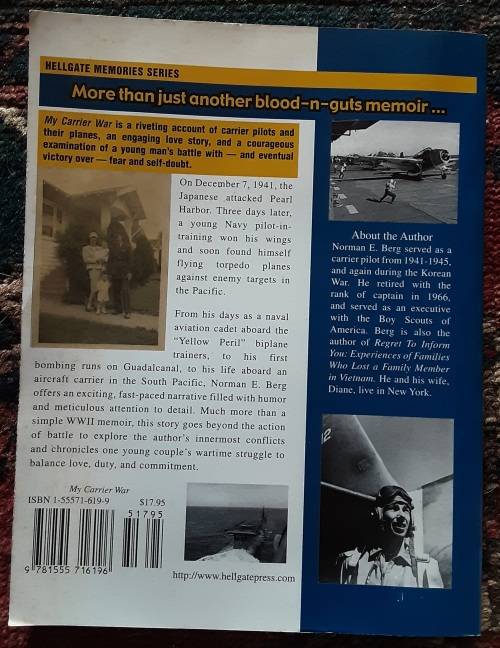 HELLGATE MEMORIES SERIES
More than just another blood-n-guts memoir...
My Carrier War is a riveting account of carrier pilots and
their planes, an engaging love story, and a courageous
examination of a young man's battle with — and eventual
victory over — fear and self-doubt.
On December 7, 1941, the
Japanese attacked Pearl
Harbor. Three days later,
a young Navy pilot-in-
training won his wings
and soon found himself
flying torpedo planes
against enemy targets in
the Pacific.
From his days as a naval
aviation cadet aboard the
"Yellow Peril" biplane
trainers, to his first
bombing runs on Guadalcanal, to his life aboard an
aircraft carrier in the South Pacific, Norman E. Berg
offers an exciting, fast-paced narrative filled with humor
and meticulous attention to detail. Much more than a
simple WWII memoir, this story goes beyond the action
of battle to explore the author's innermost conflicts
and chronicles one young couple's wartime struggle to
balance love, duty, and commitment.
My Carrier War
ISBN 1-55571-619-9 $17.95
51795
9 781555 716196
http://www.hellgatepress.com
About the Author
Norman E. Berg served as a
carrier pilot from 1941-1945,
and again during the Korean
War. He retired with the
rank of captain in 1966,
and served as an executive
with the Boy Scouts of
America. Berg is also the
author of Regret To Inform
You: Experiences of Families
Who Lost a Family Member
in Vietnam. He and his wife,
Diane, live in New York.
12